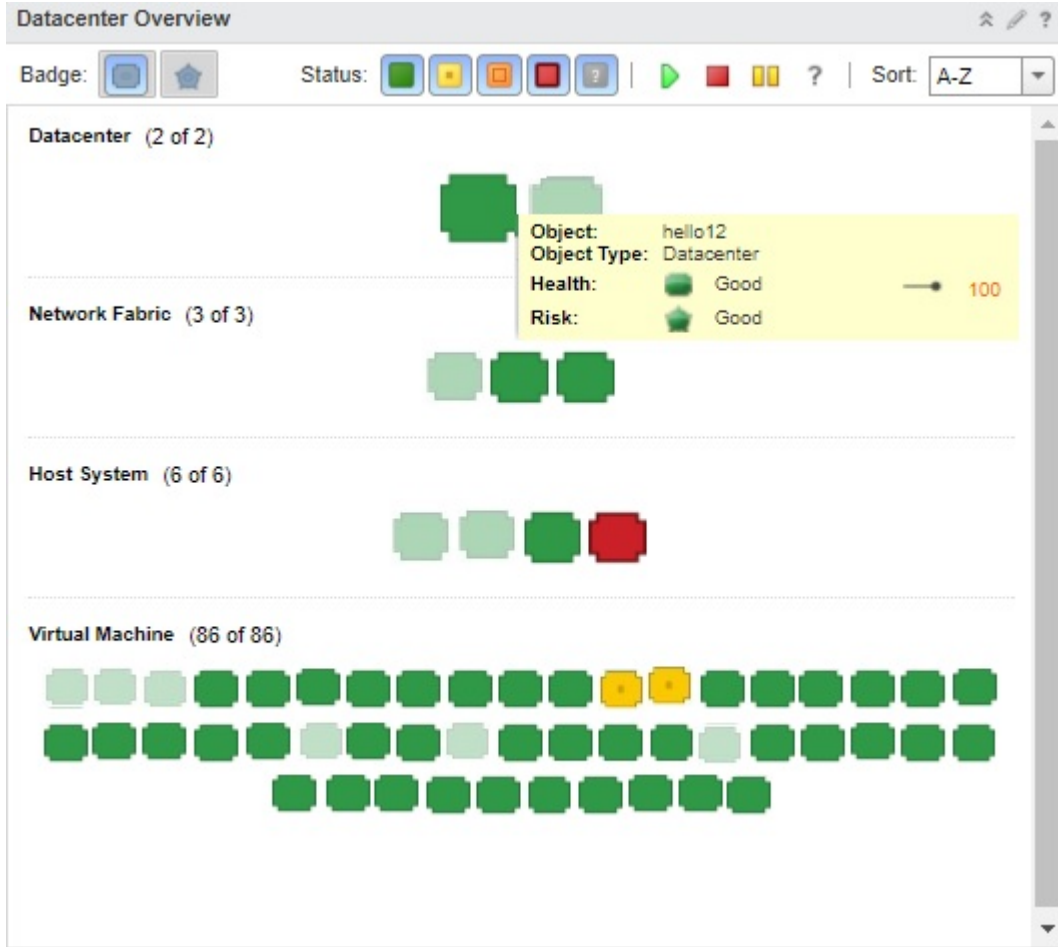 Datacenter Overview ?
Badge: Status: ? ? Sort: A-Z
Datacenter (2 of 2)
Object: hello12
Object Type: Datacenter
Health: Good 100
Risk: Good
Network Fabric (3 of 3)
Host System (6 of 6)
Virtual Machine (86 of 86)